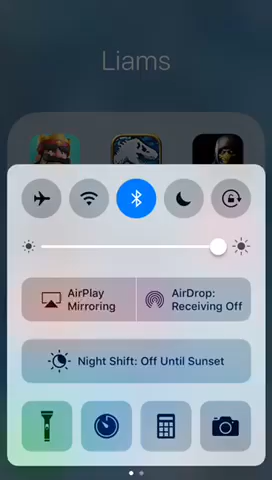 Liams
AirPlay
Mirroring
AirDrop:
Receiving Off
Night Shift: Off Until Sunset